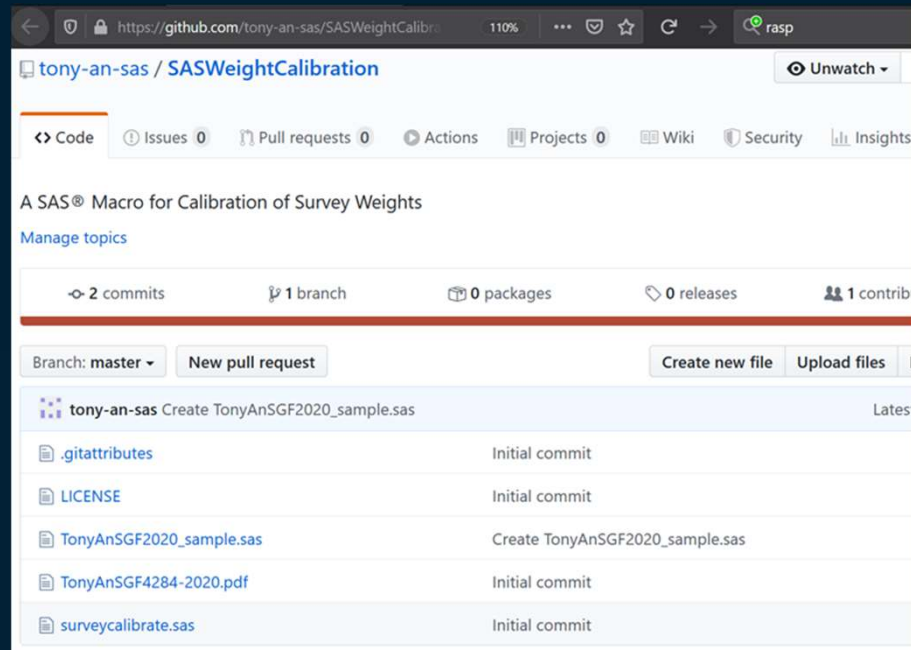 https://github.com/tony-an-sas/SASWeightCalibra 110% rasp
tony-an-sas / SASWeightCalibration Unwatch
Code Issues 0 Pull requests 0 Actions Projects 0 Wiki Security Insights
A SAS® Macro for Calibration of Survey Weights
Manage topics
2 commits 1 branch 0 packages 0 releases 1 contrib
Branch: master New pull request Create new file Upload files
tony-an-sas Create TonyAnSGF2020_sample.sas Lates
.gitattributes Initial commit
LICENSE Initial commit
TonyAnSGF2020_sample.sas Create TonyAnSGF2020_sample.sas
TonyAnSGF4284-2020.pdf Initial commit
surveycalibrate.sas Initial commit